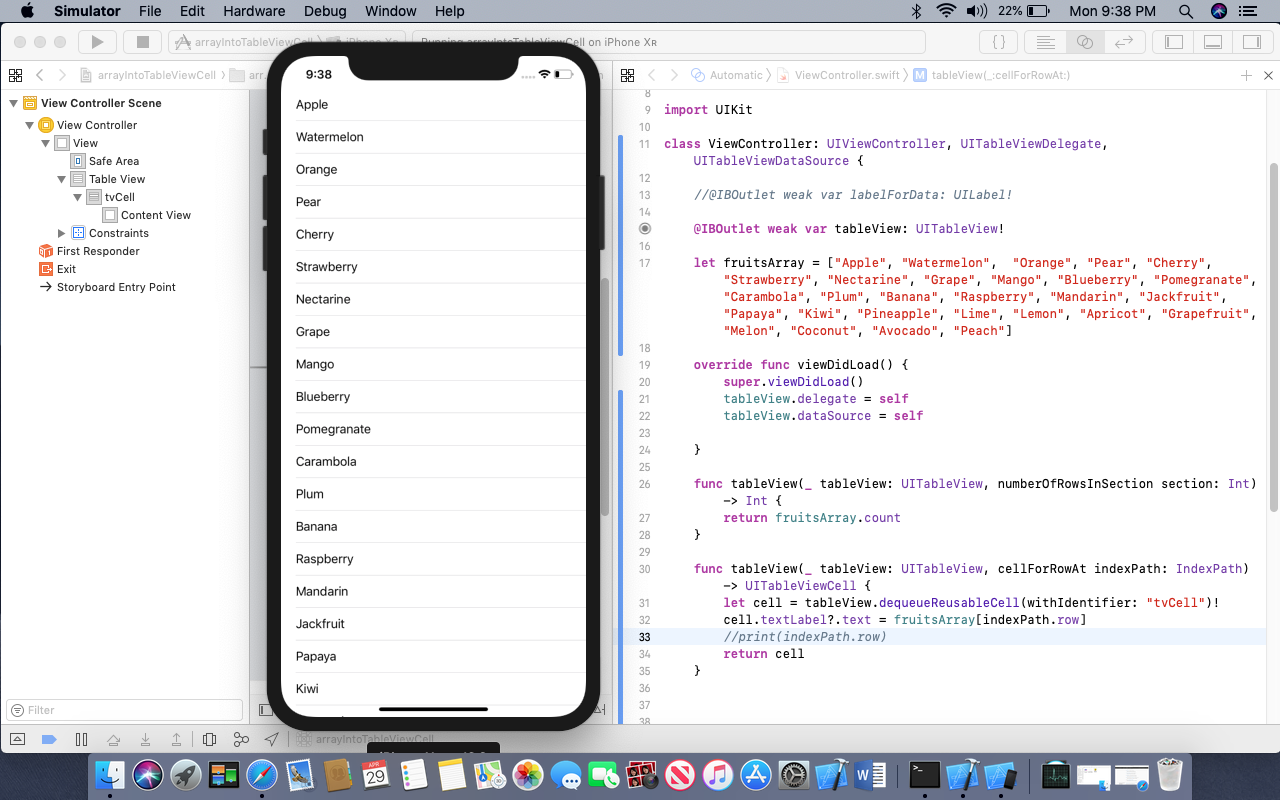 Simulator File Edit Hardware Debug Window Help 22% Mon 9:38 PM
arrayIntoTableViewCell iPhone XR Running arrayIntoTableViewCell on iPhone XR
arrayIntoTableViewCell arr...
Automatic ViewController.swift M tableView(_:cellForRowAt:)
View Controller Scene
View Controller
View
Safe Area
Table View
tvCell
Content View
Constraints
First Responder
Exit
Storyboard Entry Point
Filter
9:38
Apple
Watermelon
Orange
Pear
Cherry
Strawberry
Nectarine
Grape
Mango
Blueberry
Pomegranate
Carambola
Plum
Banana
Raspberry
Mandarin
Jackfruit
Papaya
Kiwi
8
9 import UIKit
10
11 class ViewController: UIViewController, UITableViewDelegate,
UITableViewDataSource {
12
13 //@IBOutlet weak var labelForData: UILabel!
14
@IBOutlet weak var tableView: UITableView!
16
17 let fruitsArray = ["Apple", "Watermelon",  "Orange", "Pear", "Cherry",
"Strawberry", "Nectarine", "Grape", "Mango", "Blueberry", "Pomegranate",
"Carambola", "Plum", "Banana", "Raspberry", "Mandarin", "Jackfruit",
"Papaya", "Kiwi", "Pineapple", "Lime", "Lemon", "Apricot", "Grapefruit",
"Melon", "Coconut", "Avocado", "Peach"]
18
19 override func viewDidLoad() {
20 super.viewDidLoad()
21 tableView.delegate = self
22 tableView.dataSource = self
23
24 }
25
26 func tableView(_ tableView: UITableView, numberOfRowsInSection section: Int)
-> Int {
27 return fruitsArray.count
28 }
29
30 func tableView(_ tableView: UITableView, cellForRowAt indexPath: IndexPath)
-> UITableViewCell {
31 let cell = tableView.dequeueReusableCell(withIdentifier: "tvCell")!
32 cell.textLabel?.text = fruitsArray[indexPath.row]
33 //print(indexPath.row)
34 return cell
35 }
36
37
38
arrayIntoTableViewCell
APR
29